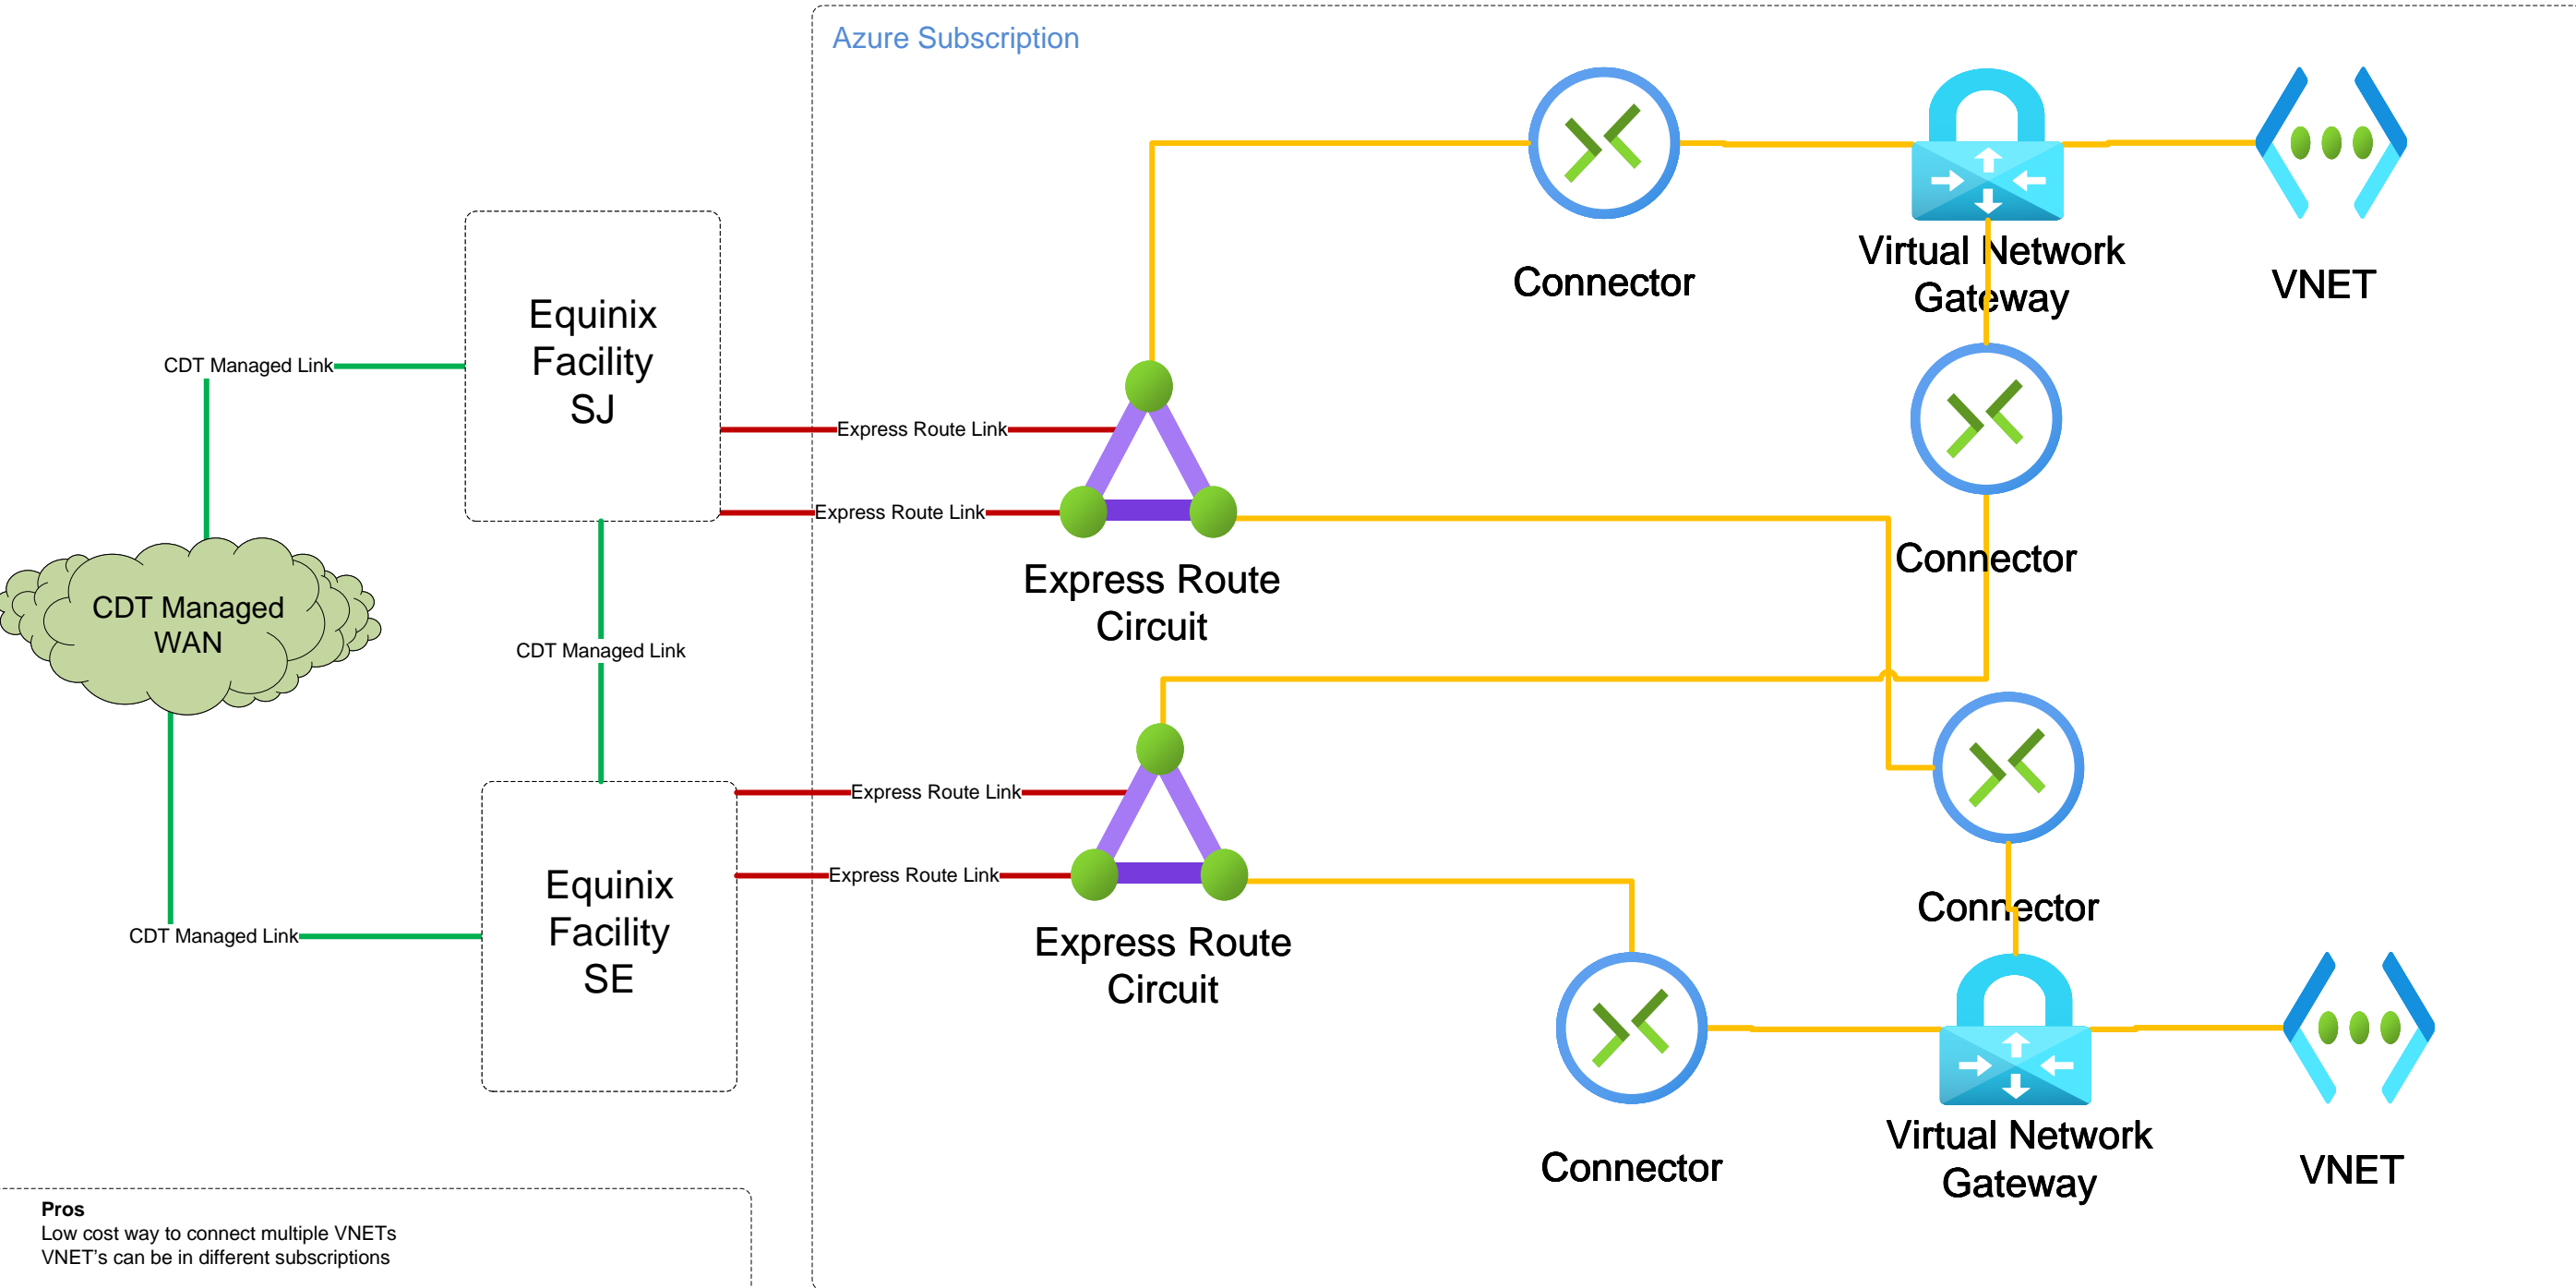 Azure Subscription
Connector
Virtual Network
Gateway
VNET
Equinix
Facility
SJ
CDT Managed Link
Express Route Link
Express Route Link
Connector
Express Route
Circuit
CDT Managed
WAN
CDT Managed Link
Express Route Link
Express Route Link
Equinix
Facility
SE
Connector
CDT Managed Link
Express Route
Circuit
Connector
Virtual Network
Gateway
VNET
Pros
Low cost way to connect multiple VNETs
VNET's can be in different subscriptions